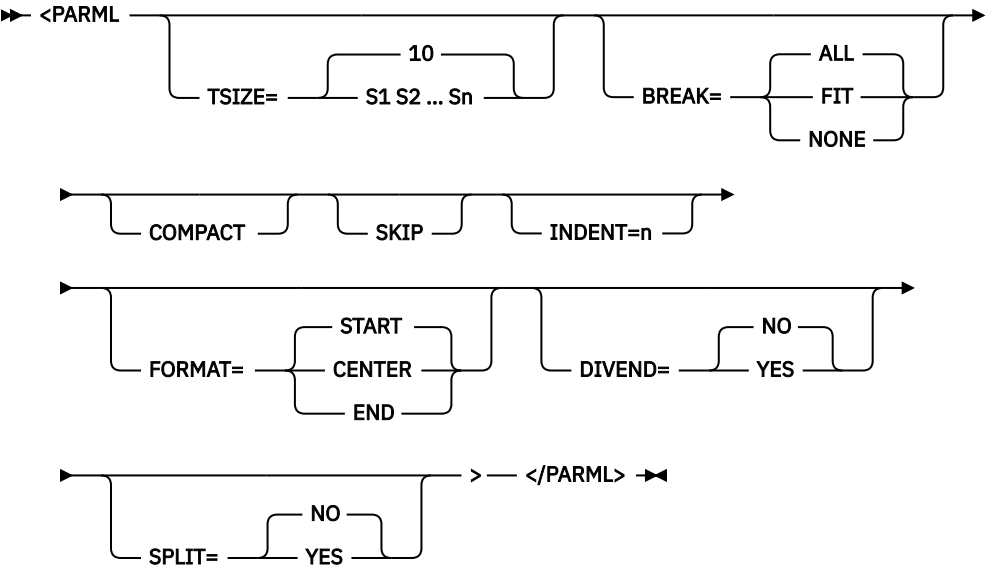 <PARML
10
ALL
TSIZE= S1 S2 ... Sn BREAK= FIT
NONE
COMPACT SKIP INDENT=n
START NO
FORMAT= CENTER DIVEND= YES
END
> </PARML>
NO
SPLIT= YES